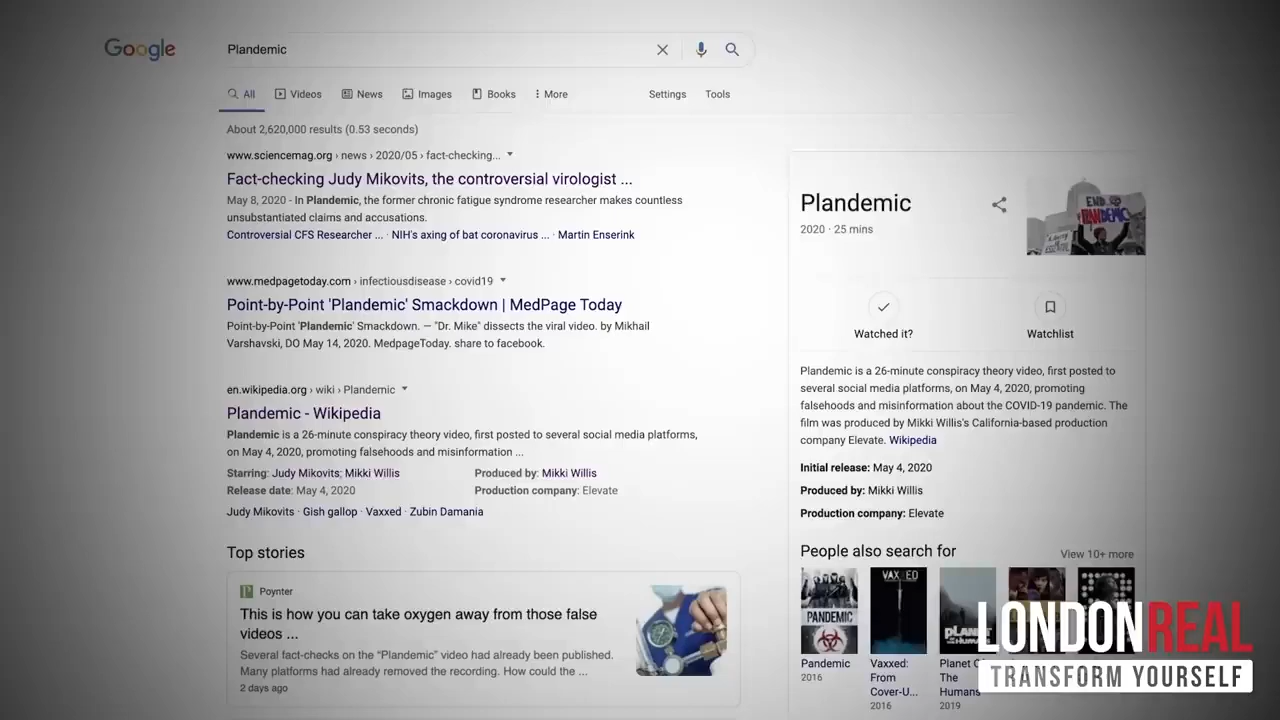 Google
Plandemic
All
Videos
News
Images
Books
More
Settings
Tools
About 2,620,000 results (0.53 seconds)
www.sciencemag.org › news › 2020/05 › fact-checking...
Fact-checking Judy Mikovits, the controversial virologist ...
May 8, 2020 - In Plandemic, the former chronic fatigue syndrome researcher makes countless
unsubstantiated claims and accusations.
Controversial CFS Researcher ... · NIH's axing of bat coronavirus ... · Martin Enserink
www.medpagetoday.com › infectiousdisease › covid19
Point-by-Point 'Plandemic' Smackdown | MedPage Today
Point-by-Point 'Plandemic' Smackdown. — "Dr. Mike" dissects the viral video. by Mikhail
Varshavski, DO May 14, 2020. MedpageToday. share to facebook.
en.wikipedia.org › wiki › Plandemic
Plandemic - Wikipedia
Plandemic is a 26-minute conspiracy theory video, first posted to several social media platforms,
on May 4, 2020, promoting falsehoods and misinformation ...
Starring: Judy Mikovits; Mikki Willis
Produced by: Mikki Willis
Release date: May 4, 2020
Production company: Elevate
Judy Mikovits · Gish gallop · Vaxxed · Zubin Damania
Top stories
Poynter
This is how you can take oxygen away from those false
videos ...
Several fact-checks on the "Plandemic" video had already been published.
Many platforms had already removed the recording. How could the ...
2 days ago
Plandemic
2020 · 25 mins
END
PLANDEMIC
Watched it?
Watchlist
Plandemic is a 26-minute conspiracy theory video, first posted to
several social media platforms, on May 4, 2020, promoting
falsehoods and misinformation about the COVID-19 pandemic. The
film was produced by Mikki Willis's California-based production
company Elevate. Wikipedia
Initial release: May 4, 2020
Produced by: Mikki Willis
Production company: Elevate
People also search for
View 10+ more
PANDEMIC
VAXXED
Pandemic
2016
Vaxxed:
From
Cover-U...
2016
Planet
The
Humans
2019
LONDON REAL
TRANSFORM YOURSELF